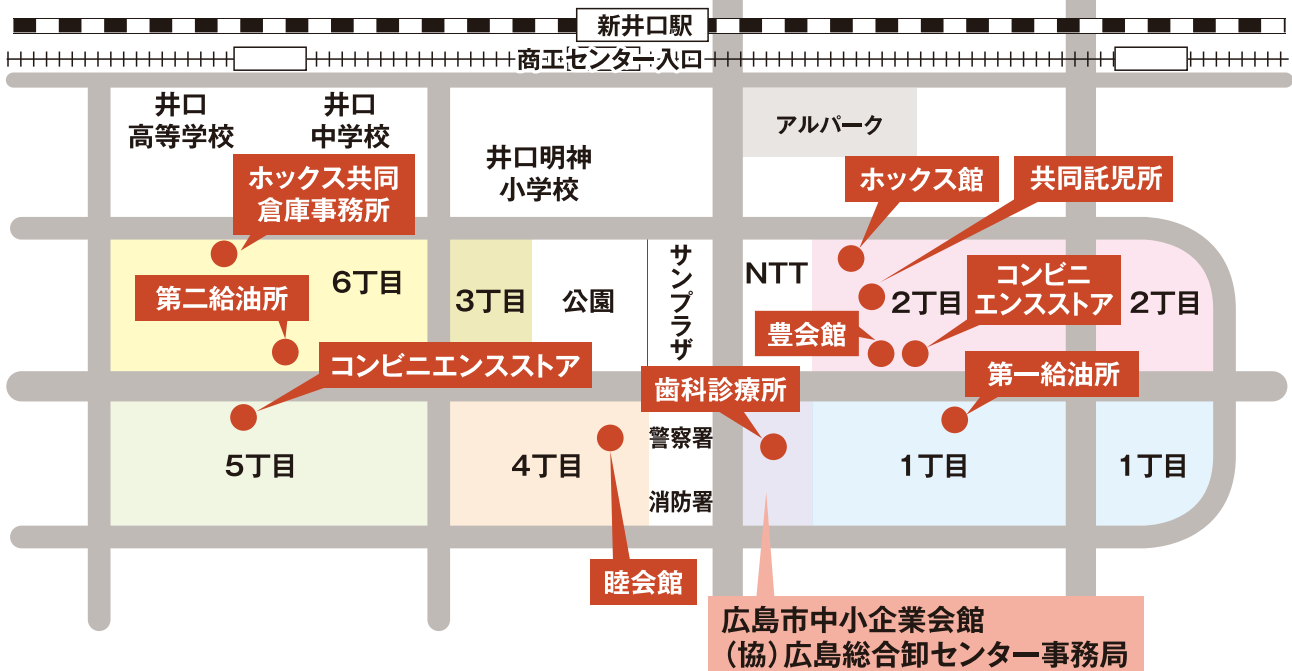 新井口駅
商工センター入口
井口
高等学校
井口
中学校
アルパーク
井口明神
小学校
ホックス共同
倉庫事務所
ホックス館
共同託児所
サンプラザ
NTT
6丁目
3丁目
公園
第二給油所
2丁目
コンビニ
エンスストア
2丁目
豊会館
コンビニエンスストア
歯科診療所
第一給油所
5丁目
4丁目
警察署
消防署
1丁目
1丁目
睦会館
広島市中小企業会館
（協）広島総合卸センター事務局